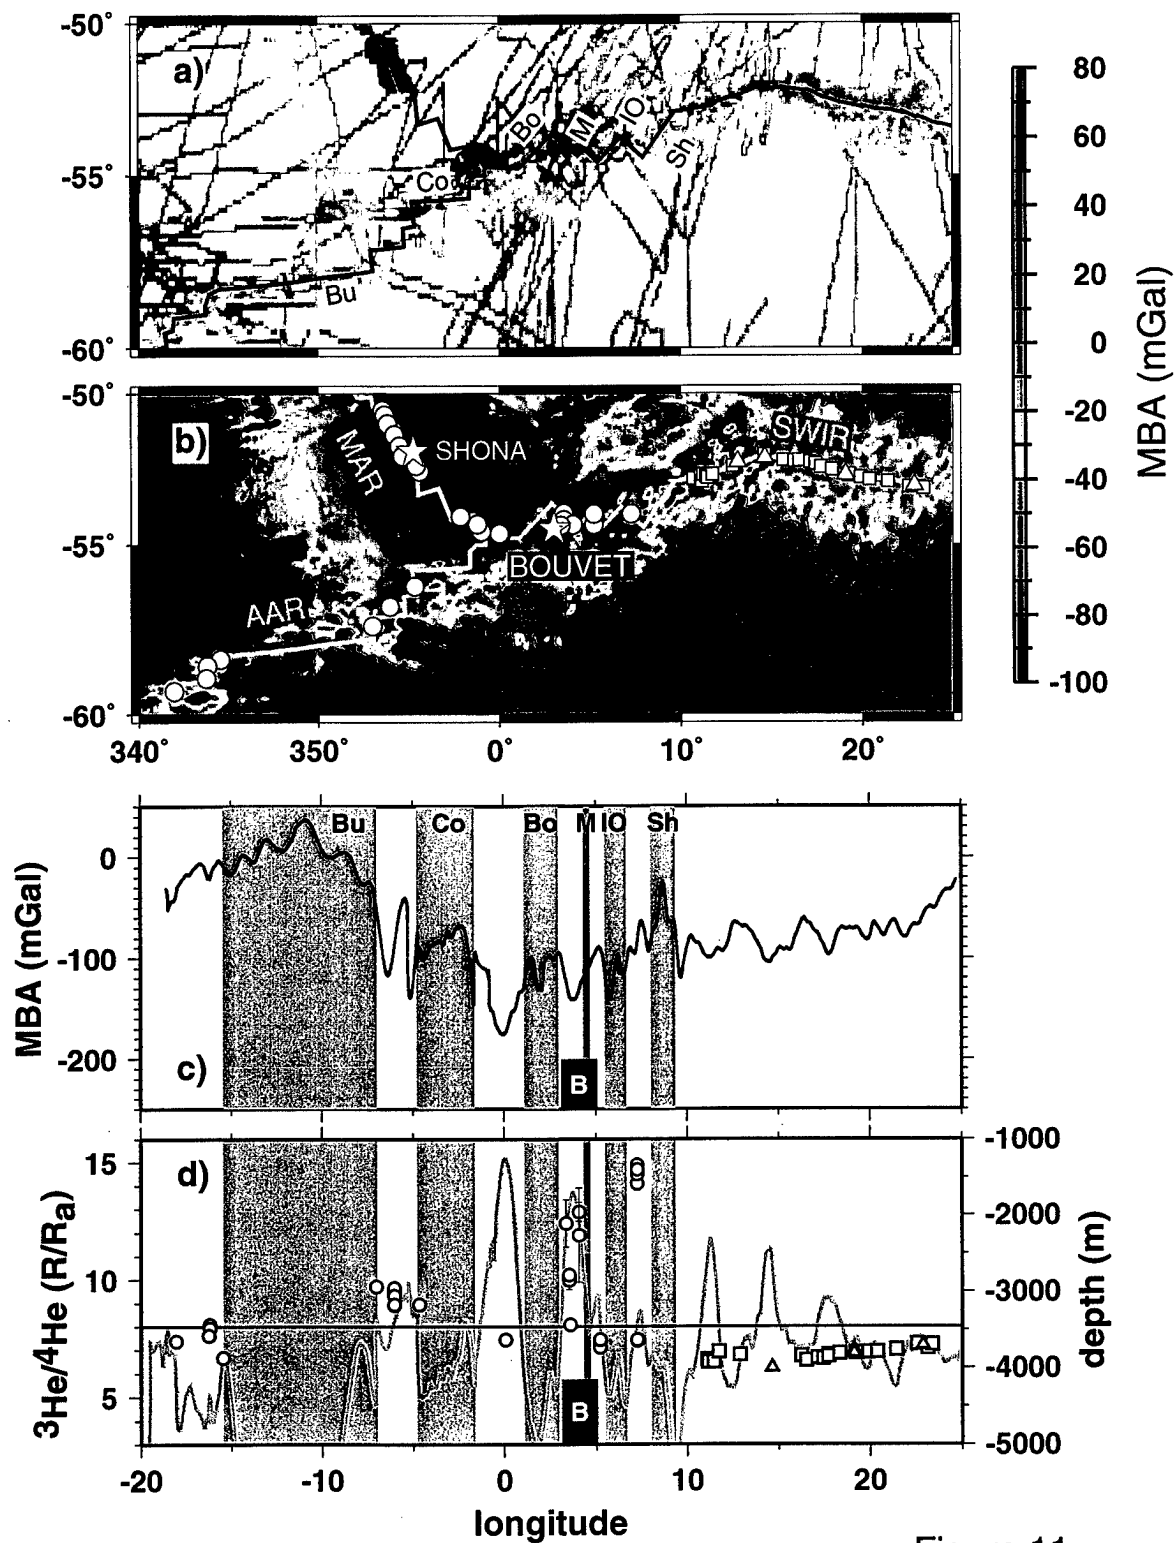 -50°
a)
-55°
-60°
Bo
M
IO
Sh
Co
Bu
80
60
40
20
0
-20
-40
-60
-80
-100
MBA (mGal)
-50°
b)
-55°
-60°
MAR
SHONA
SWIR
BOUVET
AAR
340°
350°
0°
10°
20°
Bu
Co
Bo
M
IO
Sh
0
-100
-200
MBA (mGal)
c)
B
d)
15
10
5
3He/4He (R/Ra)
B
-1000
-2000
-3000
-4000
-5000
depth (m)
-20
-10
0
10
20
longitude